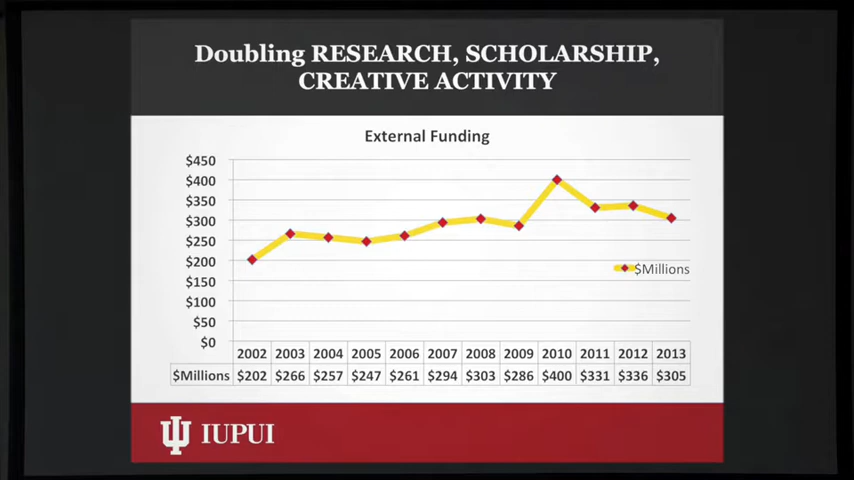 Doubling RESEARCH, SCHOLARSHIP,
CREATIVE ACTIVITY
External Funding
$450
$400
$350
$300
$250
$200
$150
$100
$50
$0
$Millions
2002 2003 2004 2005 2006 2007 2008 2009 2010 2011 2012 2013
$Millions $202 $266 $257 $247 $261 $294 $303 $286 $400 $331 $336 $305
IUPUI